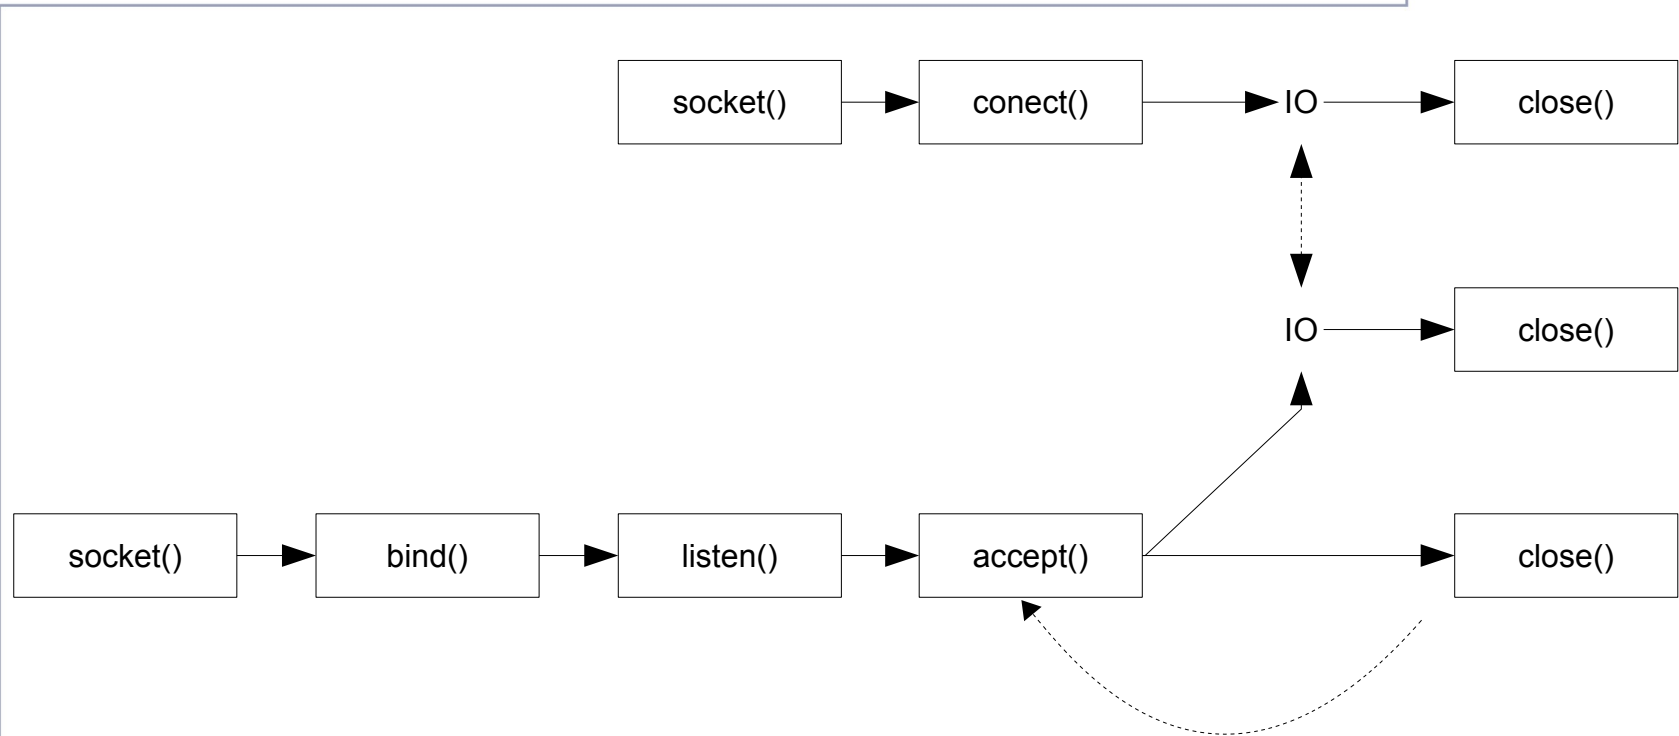 socket() conect() IO close()
IO close()
socket() bind() listen() accept() close()